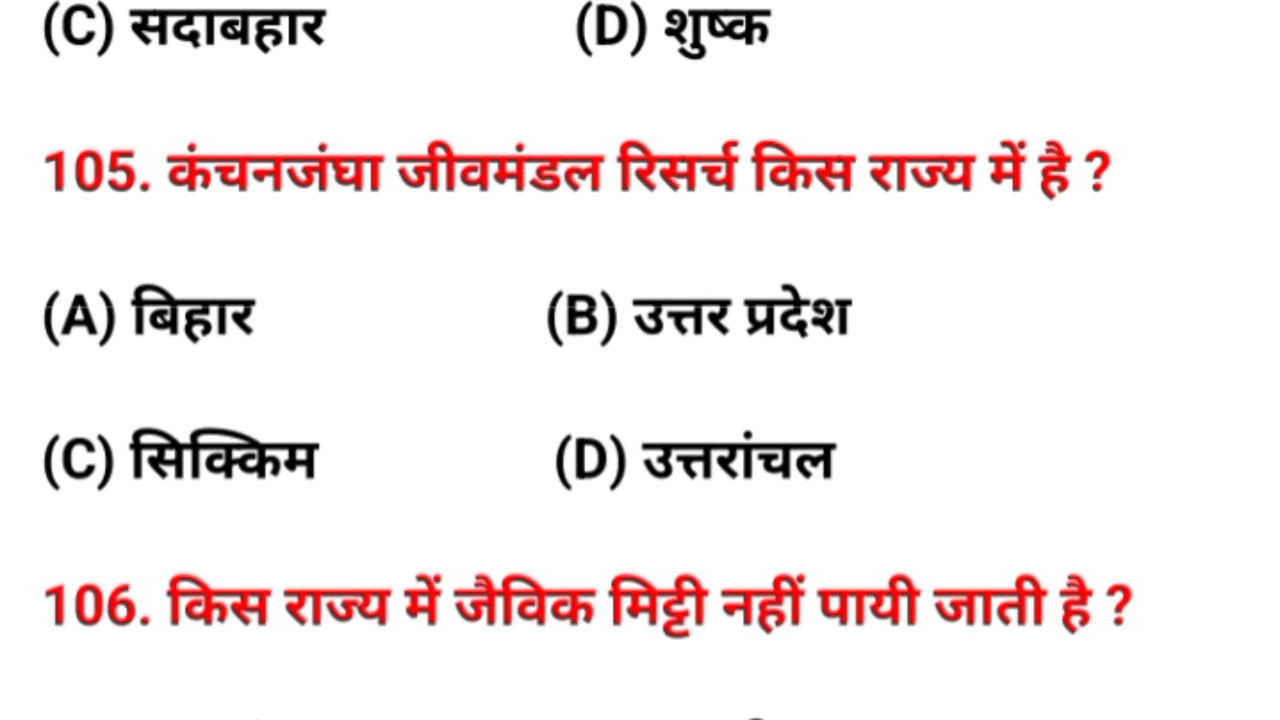 (C) सदाबहार (D) शुष्क
105. कंचनजंघा जीवमंडल रिसर्च किस राज्य में है ?
(A) बिहार (B) उत्तर प्रदेश
(C) सिक्किम (D) उत्तरांचल
106. किस राज्य में जैविक मिट्टी नहीं पायी जाती है ?